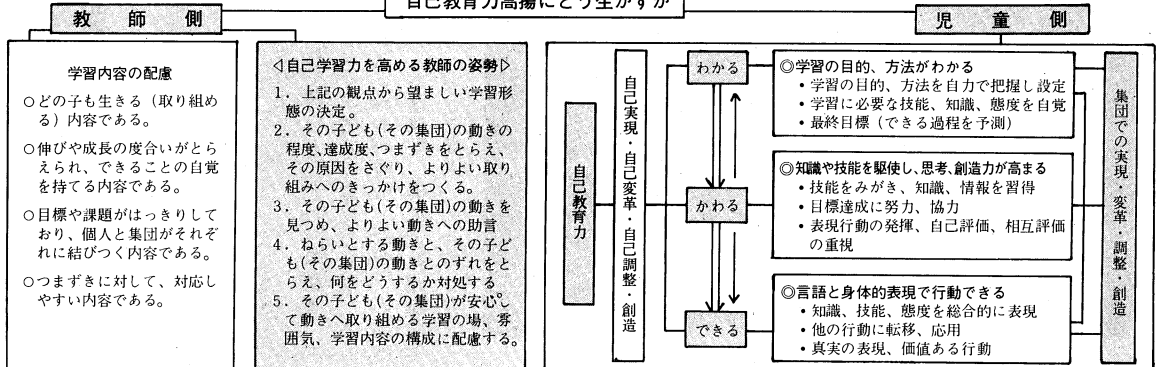 自己教育力高揚にどう生かすか
教師側
学習内容の配慮
○どの子も生きる（取り組め
る）内容である。
○伸びや成長の度合いがとら
えられ、できることの自覚
を持てる内容である。
○目標や課題がはっきりして
おり、個人と集団がそれぞ
れに結びつく内容である。
○つまずきに対して、対応し
やすい内容である。
◁自己学習力を高める教師の姿勢▷
1．上記の観点から望ましい学習形
態の決定。
2．その子ども(その集団)の動きの
程度、達成度、つまずきをとらえ、
その原因をさぐり、よりよい取り
組みへのきっかけをつくる。
3．その子ども(その集団)の動きを
見つめ、よりよい動きへの助言
4．ねらいとする動きと、その子ど
も(その集団)の動きとのずれをと
らえ、何をどうするか対処する
5．その子ども(その集団)が安心し
て動きへ取り組める学習の場、雰
囲気、学習内容の構成に配慮する。
児童側
自己教育力
自己実現・自己変革・自己調整・創造
わかる
かわる
できる
◎学習の目的、方法がわかる
・学習の目的、方法を自力で把握し設定
・学習に必要な技能、知識、態度を自覚
・最終目標（できる過程を予測）
◎知識や技能を駆使し、思考、創造力が高まる
・技能をみがき、知識、情報を習得
・目標達成に努力、協力
・表現行動の発揮、自己評価、相互評価
の重視
◎言語と身体的表現で行動できる
・知識、技能、態度を総合的に表現
・他の行動に転移、応用
・真実の表現、価値ある行動
集団での実現・変革・調整・創造